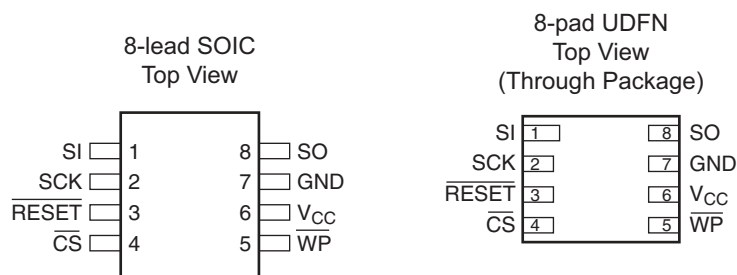 8-lead SOIC
Top View
SI 1 8 SO
SCK 2 7 GND
RESET 3 6 VCC
CS 4 5 WP
8-pad UDFN
Top View
(Through Package)
SI 1 8 SO
SCK 2 7 GND
RESET 3 6 VCC
CS 4 5 WP